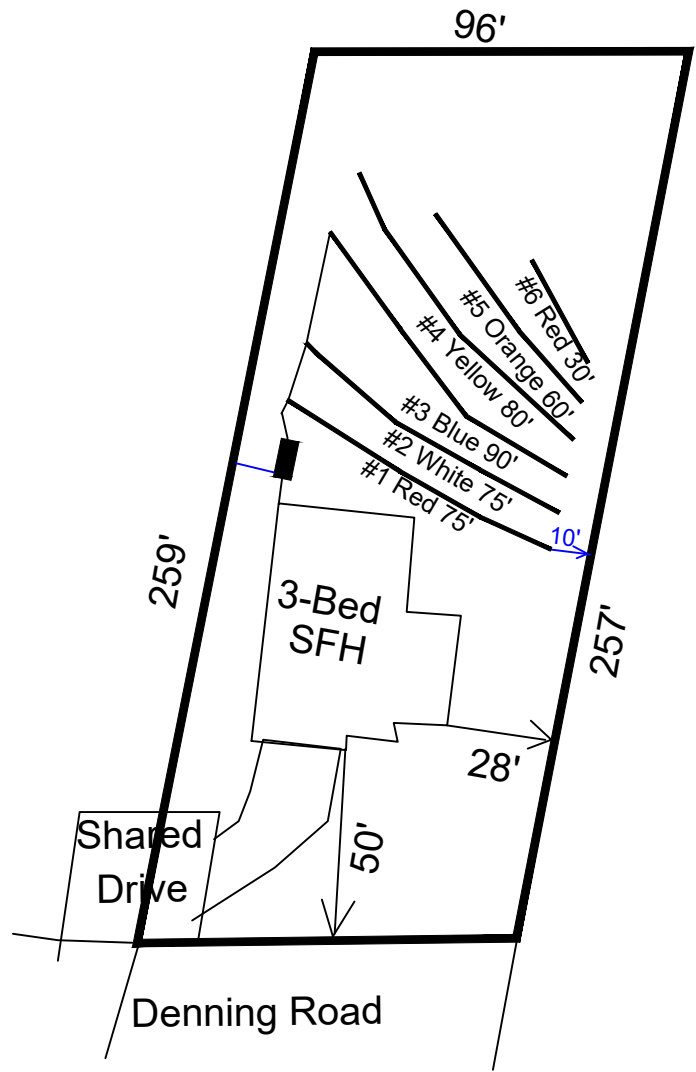 96'
#6 Red 30'
#5 Orange 60'
#4 Yellow 80'
#3 Blue 90'
#2 White 75'
#1 Red 75'
10'
259'
3-Bed
SFH
257'
28'
Shared
Drive
50'
Denning Road